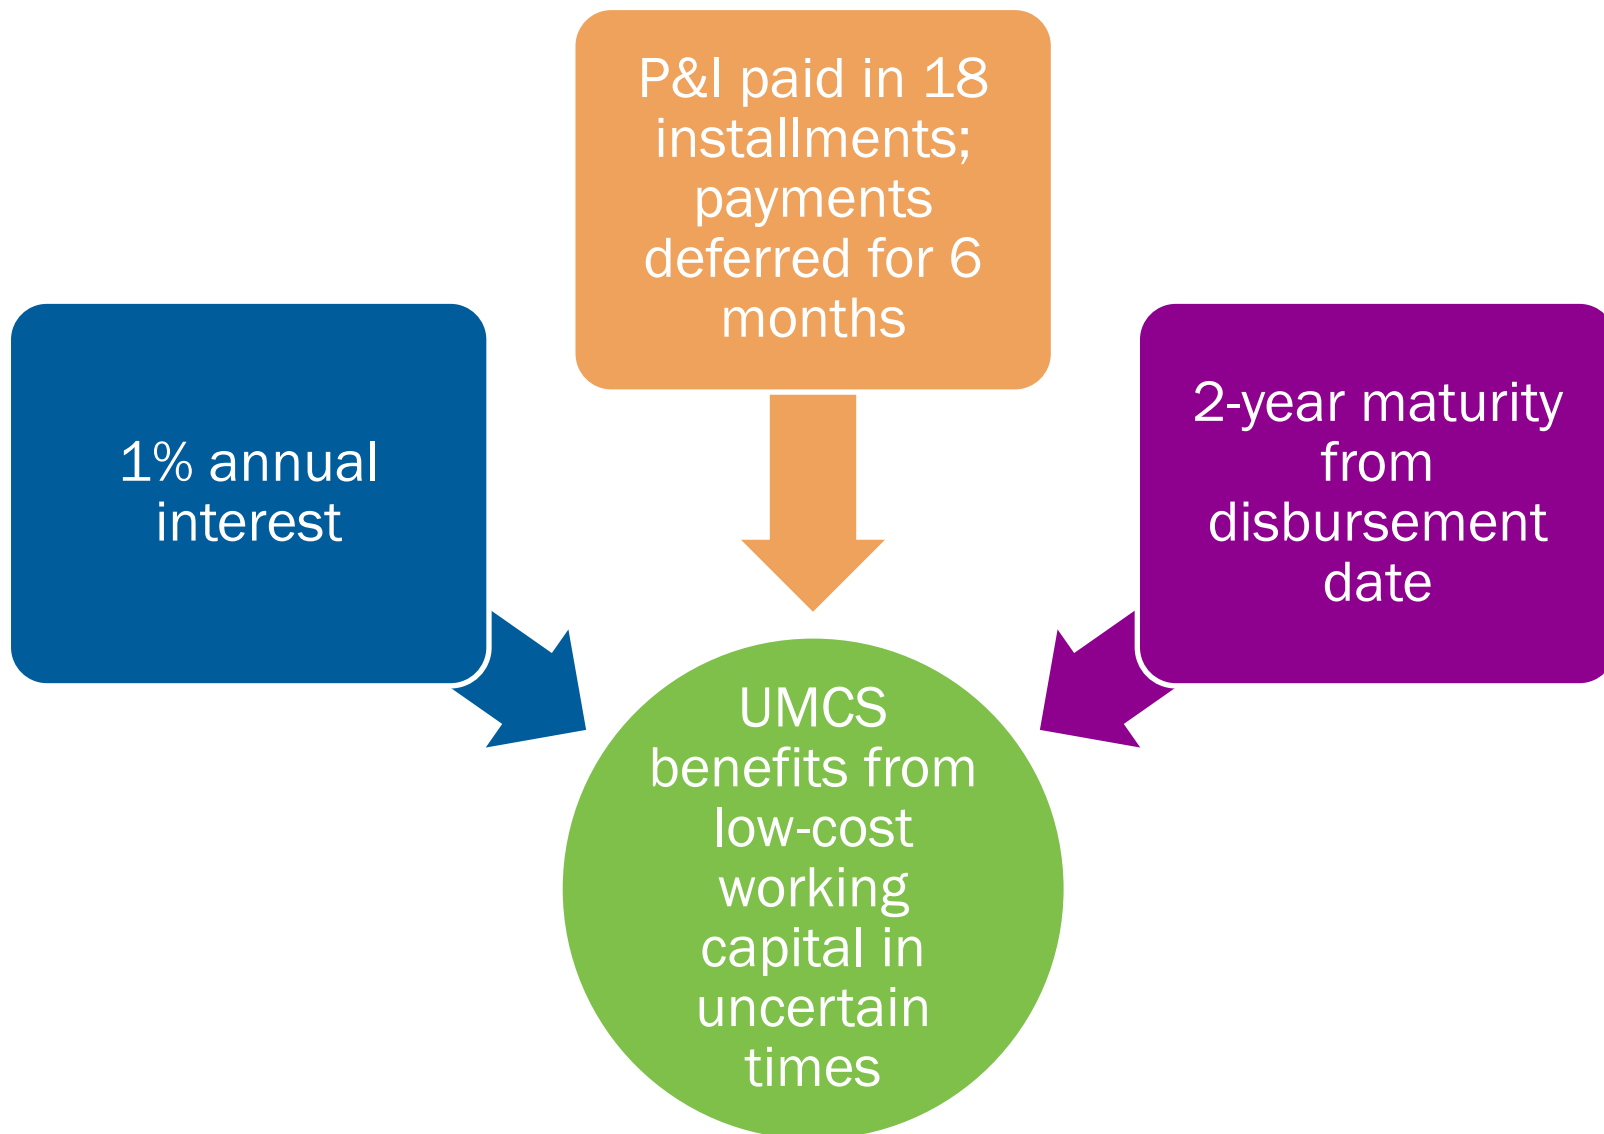 P&I paid in 18
installments;
payments
deferred for 6
months
1% annual
interest
2-year maturity
from
disbursement
date
UMCS
benefits from
low-cost
working
capital in
uncertain
times